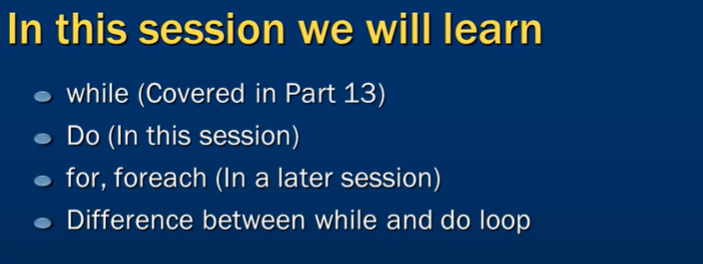 In this session we will learn
while (Covered in Part 13)
Do (In this session)
for, foreach (In a later session)
Difference between while and do loop